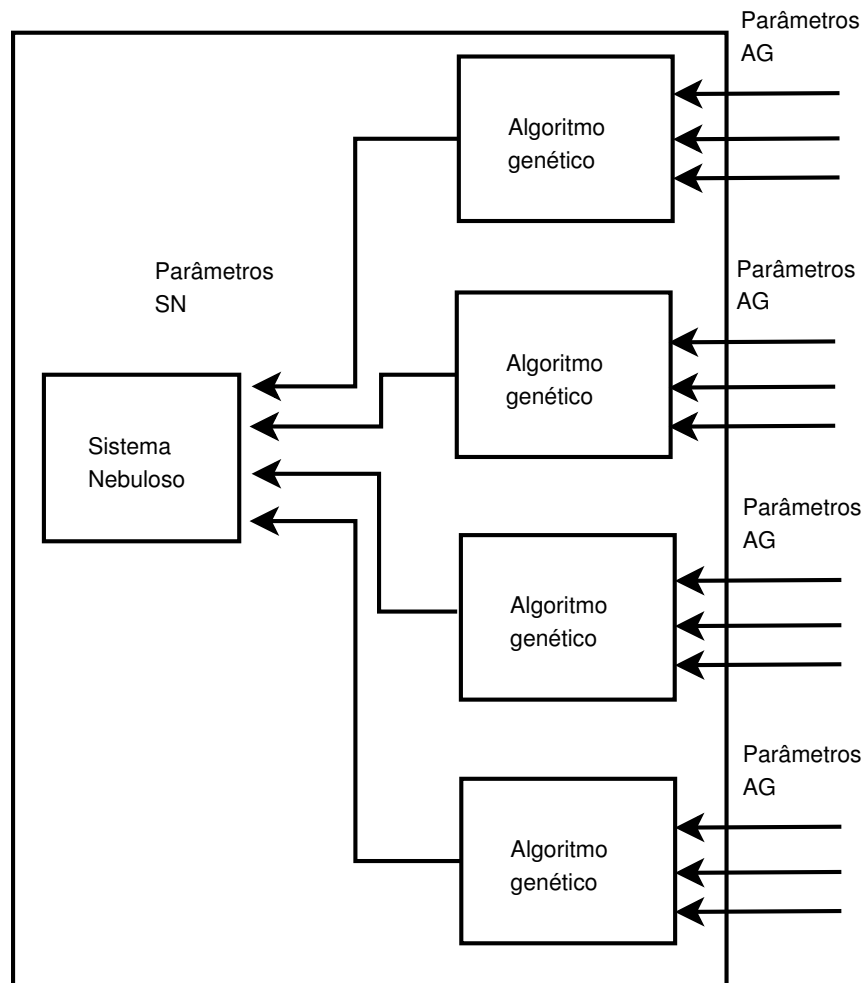 Parâmetros
AG
Algoritmo
genético
Parâmetros
SN
Parâmetros
AG
Algoritmo
genético
Sistema
Nebuloso
Parâmetros
AG
Algoritmo
genético
Parâmetros
AG
Algoritmo
genético